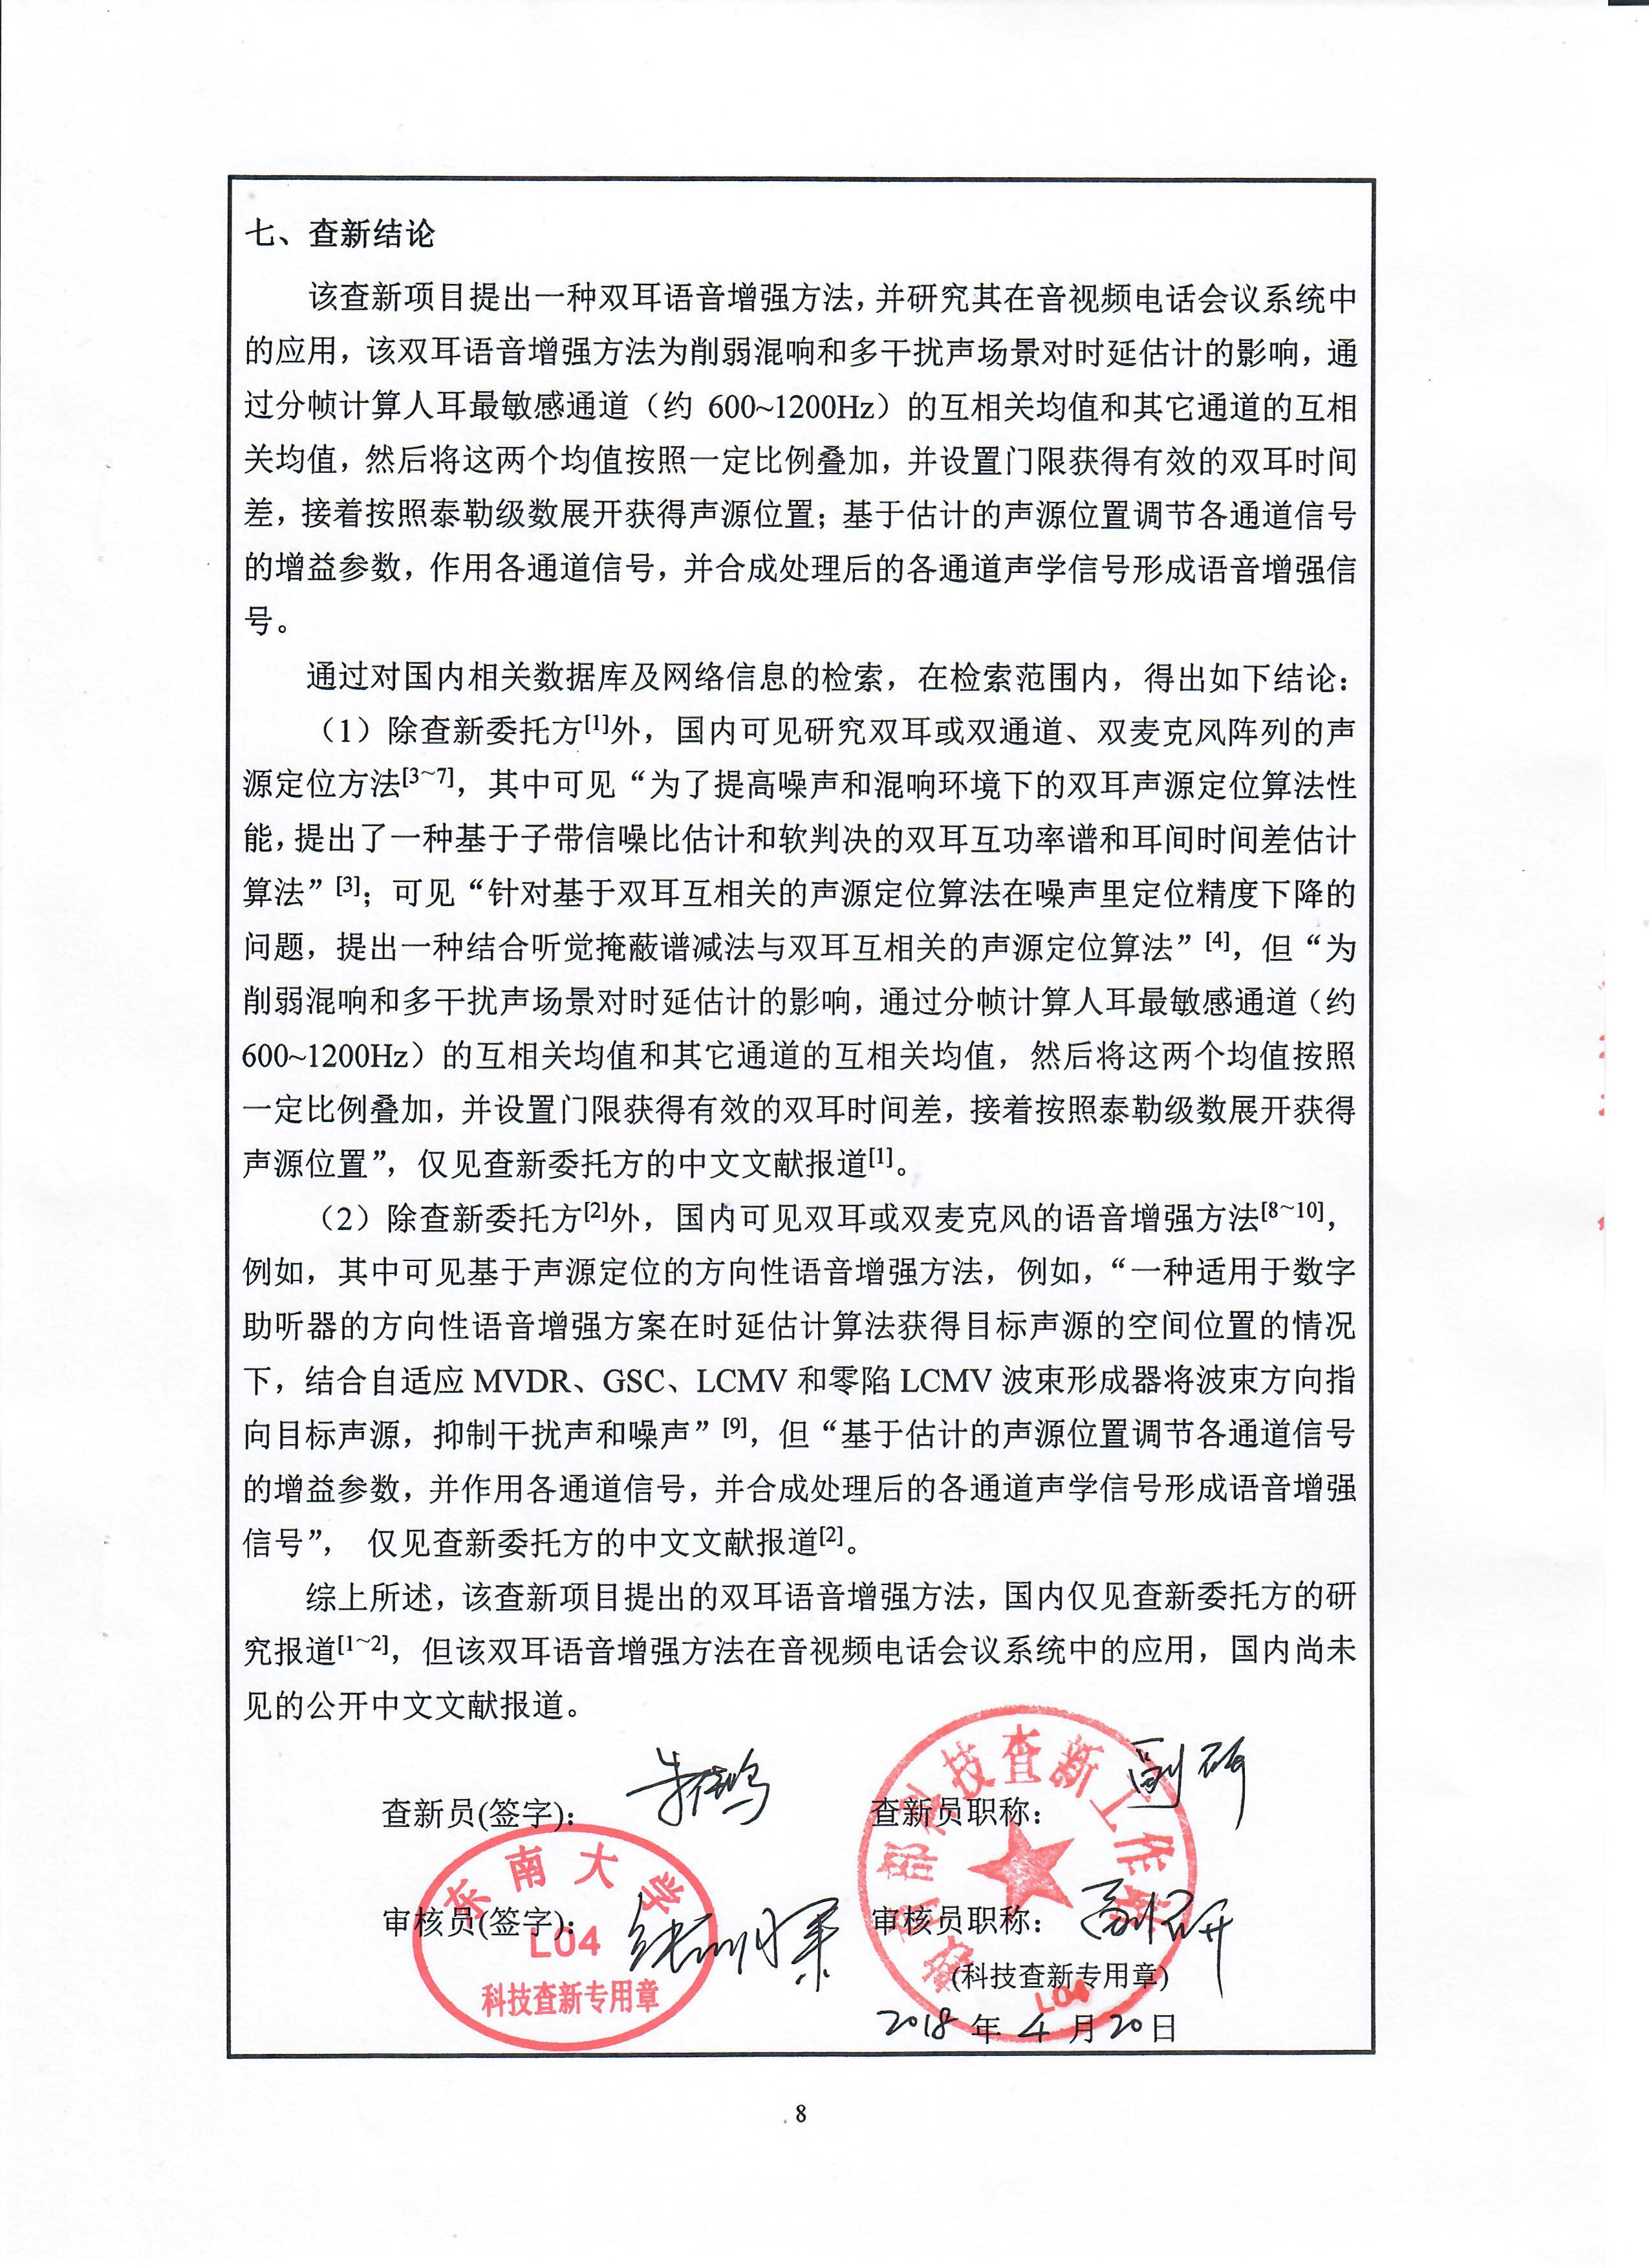 七、查新结论
该查新项目提出一种双耳语音增强方法，并研究其在音视频电话会议系统中
的应用，该双耳语音增强方法为削弱混响和多干扰声场景对时延估计的影响，通
过分帧计算人耳最敏感通道（约 600~1200Hz）的互相关均值和其它通道的互相
关均值，然后将这两个均值按照一定比例叠加，并设置门限获得有效的双耳时间
差，接着按照泰勒级数展开获得声源位置；基于估计的声源位置调节各通道信号
的增益参数，作用各通道信号，并合成处理后的各通道声学信号形成语音增强信
号。
通过对国内相关数据库及网络信息的检索，在检索范围内，得出如下结论：
（1）除查新委托方[1]外，国内可见研究双耳或双通道、双麦克风阵列的声
源定位方法[3~7]，其中可见“为了提高噪声和混响环境下的双耳声源定位算法性
能，提出了一种基于子带信噪比估计和软判决的双耳互功率谱和耳间时间差估计
算法”[3]；可见“针对基于双耳互相关的声源定位算法在噪声里定位精度下降的
问题，提出一种结合听觉掩蔽谱减法与双耳互相关的声源定位算法”[4]，但“为
削弱混响和多干扰声场景对时延估计的影响，通过分帧计算人耳最敏感通道（约
600~1200Hz）的互相关均值和其它通道的互相关均值，然后将这两个均值按照
一定比例叠加，并设置门限获得有效的双耳时间差，接着按照泰勒级数展开获得
声源位置”，仅见查新委托方的中文文献报道[1]。
（2）除查新委托方[2]外，国内可见双耳或双麦克风的语音增强方法[8~10]，
例如，其中可见基于声源定位的方向性语音增强方法，例如，“一种适用于数字
助听器的方向性语音增强方案在时延估计算法获得目标声源的空间位置的情况
下，结合自适应 MVDR、GSC、LCMV 和零陷 LCMV 波束形成器将波束方向指
向目标声源，抑制干扰声和噪声”[9]，但“基于估计的声源位置调节各通道信号
的增益参数，并作用各通道信号，并合成处理后的各通道声学信号形成语音增强
信号”， 仅见查新委托方的中文文献报道[2]。
综上所述，该查新项目提出的双耳语音增强方法，国内仅见查新委托方的研
究报道[1~2]，但该双耳语音增强方法在音视频电话会议系统中的应用，国内尚未
见的公开中文文献报道。
查新员(签字)： 查新员职称： 副研
审核员(签字)： 审核员职称： 副研
(科技查新专用章)
2018 年 4 月 20 日
东南大学
L04
科技查新专用章
教育部科技查新工作站
L04
8